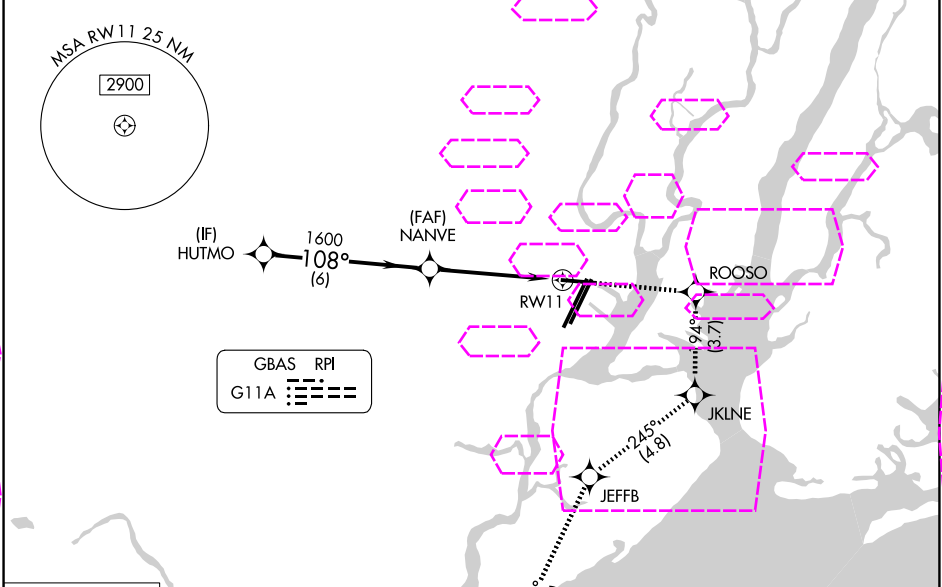 MSA RW11 25 NM
2900
(IF)
HUTMO
1600
108°
(6)
(FAF)
NANVE
RW11
ROOSO
194°
(3.7)
JKLNE
245°
(4.8)
JEFFB
GBAS RPI
G11A